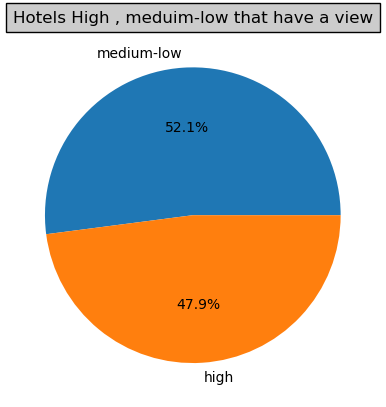 Hotels High , meduim-low that have a view
medium-low
52.1%
47.9%
high